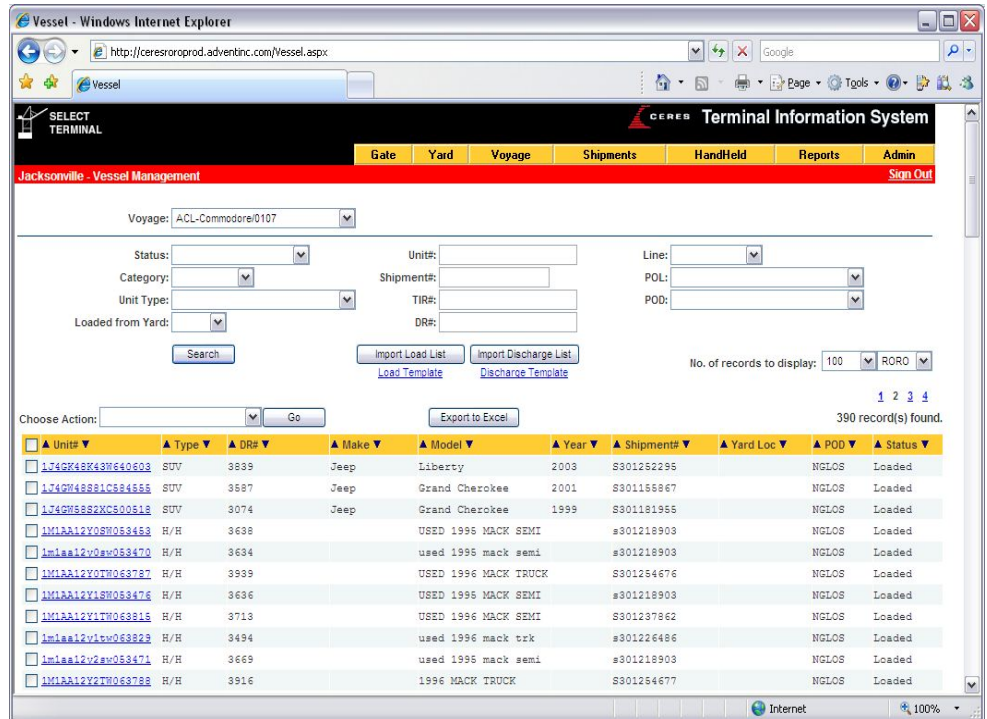 Vessel - Windows Internet Explorer
http://ceresroroprod.adventinc.com/Vessel.aspx Google
Vessel Page Tools
SELECT TERMINAL CERES Terminal Information System
Gate Yard Voyage Shipments HandHeld Reports Admin
Jacksonville - Vessel Management Sign Out
Voyage: ACL-Commodore/0107
Status: Unit#: Line:
Category: Shipment#: POL:
Unit Type: TIR#: POD:
Loaded from Yard: DR#:
Search Import Load List Import Discharge List
Load Template Discharge Template No. of records to display: 100 RORO
1 2 3 4
Choose Action: Go Export to Excel 390 record(s) found.
▲ Unit# ▼ ▲ Type ▼ ▲ DR# ▼ ▲ Make ▼ ▲ Model ▼ ▲ Year ▼ ▲ Shipment# ▼ ▲ Yard Loc ▼ ▲ POD ▼ ▲ Status ▼
1J4GK48K43W640603 SUV 3839 Jeep Liberty 2003 S301252295 NGLOS Loaded
1J4GW48S81C584555 SUV 3587 Jeep Grand Cherokee 2001 S301155867 NGLOS Loaded
1J4GW58S2XC500518 SUV 3074 Jeep Grand Cherokee 1999 S301181955 NGLOS Loaded
1M1AA12Y0SW053453 H/H 3638 USED 1995 MACK SEMI s301218903 NGLOS Loaded
1m1aa12y0sw053470 H/H 3634 used 1995 mack semi s301218903 NGLOS Loaded
1M1AA12Y0TW063787 H/H 3939 USED 1996 MACK TRUCK S301254676 NGLOS Loaded
1M1AA12Y1SW053476 H/H 3636 USED 1995 MACK SEMI s301218903 NGLOS Loaded
1M1AA12Y1TW063815 H/H 3713 USED 1996 MACK SEMI S301237862 NGLOS Loaded
1m1aa12y1tw063829 H/H 3494 used 1996 mack trk s301226486 NGLOS Loaded
1m1aa12y2sw053471 H/H 3669 used 1995 mack semi s301218903 NGLOS Loaded
1M1AA12Y2TW063788 H/H 3916 1996 MACK TRUCK S301254677 NGLOS Loaded
Internet 100%